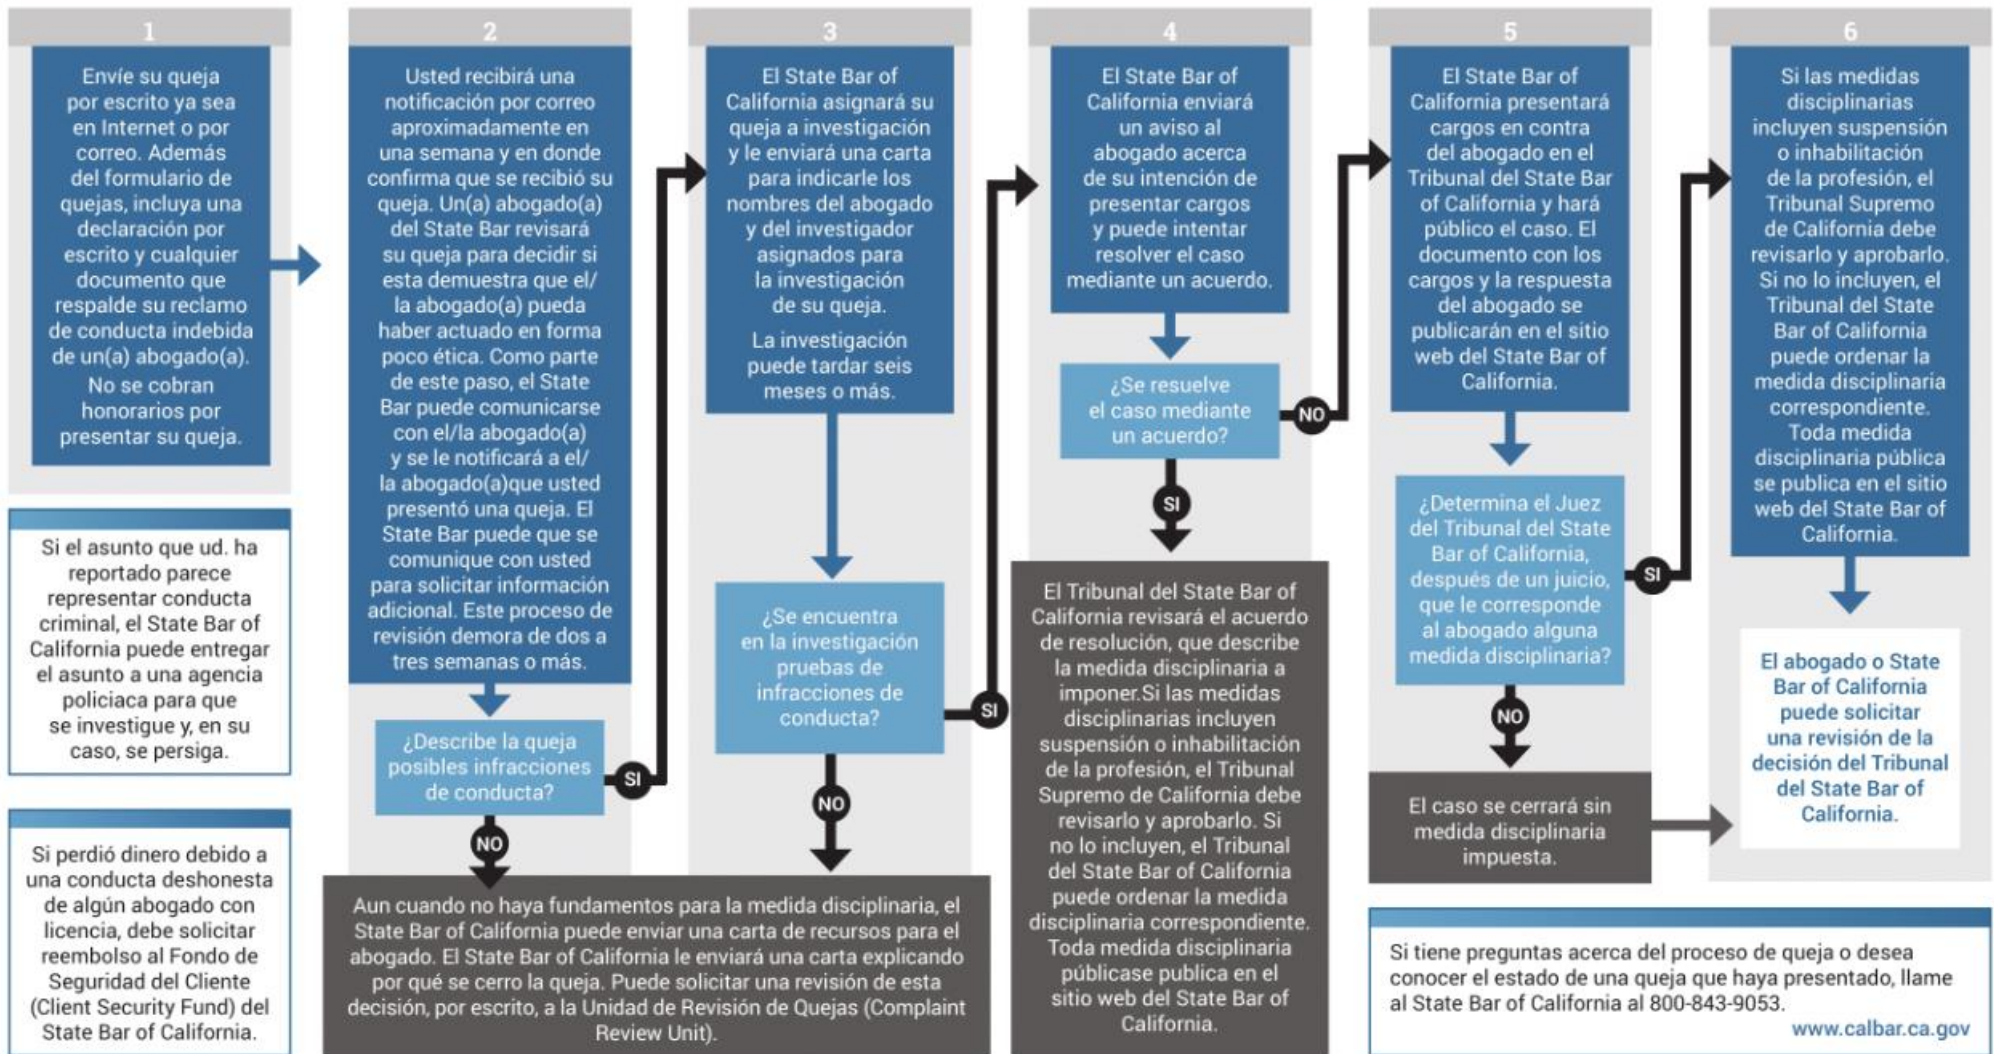 1
Envíe su queja
por escrito ya sea
en Internet o por
correo. Además
del formulario de
quejas, incluya una
declaración por
escrito y cualquier
documento que
respalde su reclamo
de conducta indebida
de un(a) abogado(a).
No se cobran
honorarios por
presentar su queja.
Si el asunto que ud. ha
reportado parece
representar conducta
criminal, el State Bar of
California puede entregar
el asunto a una agencia
policiaca para que
se investigue y, en su
caso, se persiga.
Si perdió dinero debido a
una conducta deshonesta
de algún abogado con
licencia, debe solicitar
reembolso al Fondo de
Seguridad del Cliente
(Client Security Fund) del
State Bar of California.
2
Usted recibirá una
notificación por correo
aproximadamente en
una semana y en donde
confirma que se recibió su
queja. Un(a) abogado(a)
del State Bar revisará
su queja para decidir si
esta demuestra que el/
la abogado(a) pueda
haber actuado en forma
poco ética. Como parte
de este paso, el State
Bar puede comunicarse
con el/la abogado(a)
y se le notificará a el/
la abogado(a)que usted
presentó una queja. El
State Bar puede que se
comunique con usted
para solicitar información
adicional. Este proceso de
revisión demora de dos a
tres semanas o más.
¿Describe la queja
posibles infracciones
de conducta?
SI
NO
3
El State Bar of
California asignará su
queja a investigación
y le enviará una carta
para indicarle los
nombres del abogado
y del investigador
asignados para
la investigación
de su queja.
La investigación
puede tardar seis
meses o más.
¿Se encuentra
en la investigación
pruebas de
infracciones de
conducta?
SI
NO
Aun cuando no haya fundamentos para la medida disciplinaria, el
State Bar of California puede enviar una carta de recursos para el
abogado. El State Bar of California le enviará una carta explicando
por qué se cerro la queja. Puede solicitar una revisión de esta
decisión, por escrito, a la Unidad de Revisión de Quejas (Complaint
Review Unit).
4
El State Bar of
California enviará
un aviso al
abogado acerca
de su intención de
presentar cargos
y puede intentar
resolver el caso
mediante un acuerdo.
¿Se resuelve
el caso mediante
un acuerdo?
NO
SI
El Tribunal del State Bar of
California revisará el acuerdo
de resolución, que describe
la medida disciplinaria a
imponer.Si las medidas
disciplinarias incluyen
suspensión o inhabilitación
de la profesión, el Tribunal
Supremo de California debe
revisarlo y aprobarlo. Si
no lo incluyen, el Tribunal
del State Bar of California
puede ordenar la medida
disciplinaria correspondiente.
Toda medida disciplinaria
públicase publica en el
sitio web del State Bar of
California.
5
El State Bar of
California presentará
cargos en contra
del abogado en el
Tribunal del State Bar
of California y hará
público el caso. El
documento con los
cargos y la respuesta
del abogado se
publicarán en el sitio
web del State Bar of
California.
¿Determina el Juez
del Tribunal del State
Bar of California,
después de un juicio,
que le corresponde
al abogado alguna
medida disciplinaria?
SI
NO
El caso se cerrará sin
medida disciplinaria
impuesta.
6
Si las medidas
disciplinarias
incluyen suspensión
o inhabilitación
de la profesión, el
Tribunal Supremo
de California debe
revisarlo y aprobarlo.
Si no lo incluyen, el
Tribunal del State
Bar of California
puede ordenar la
medida disciplinaria
correspondiente.
Toda medida
disciplinaria pública
se publica en el sitio
web del State Bar of
California.
El abogado o State
Bar of California
puede solicitar
una revisión de la
decisión del Tribunal
del State Bar of
California.
Si tiene preguntas acerca del proceso de queja o desea
conocer el estado de una queja que haya presentado, llame
al State Bar of California al 800-843-9053.
www.calbar.ca.gov